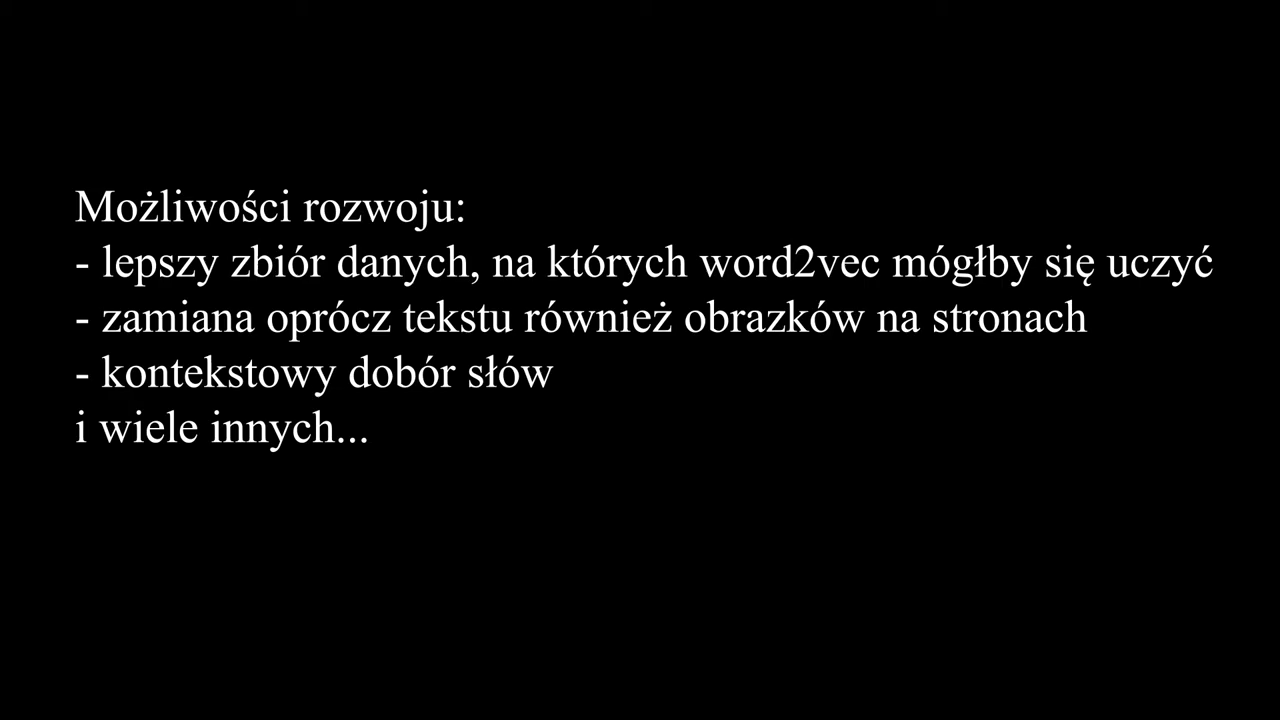 Możliwości rozwoju:
- lepszy zbiór danych, na których word2vec mógłby się uczyć
- zamiana oprócz tekstu również obrazków na stronach
- kontekstowy dobór słów
i wiele innych...